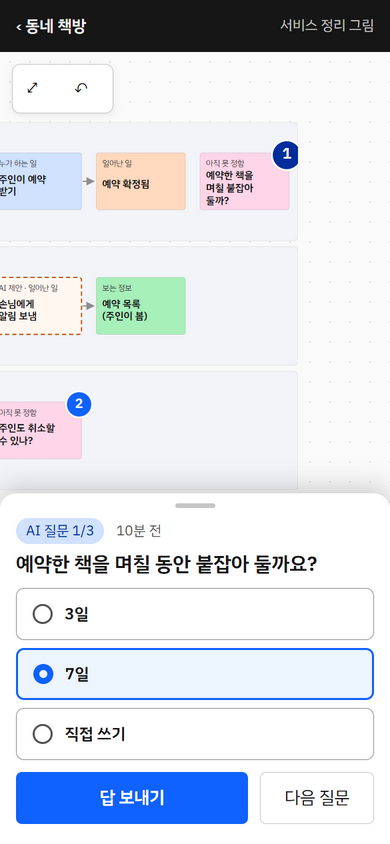 ‹ 동네 책방
서비스 정리 그림
누가 하는 일
주인이 예약
받기
일어난 일
예약 확정됨
아직 못 정함
예약한 책을
며칠 붙잡아
둘까?
1
AI 제안 · 일어난 일
손님에게
알림 보냄
보는 정보
예약 목록
(주인이 봄)
아직 못 정함
주인도 취소할
수 있나?
2
AI 질문 1/3
10분 전
예약한 책을 며칠 동안 붙잡아 둘까요?
3일
7일
직접 쓰기
답 보내기
다음 질문